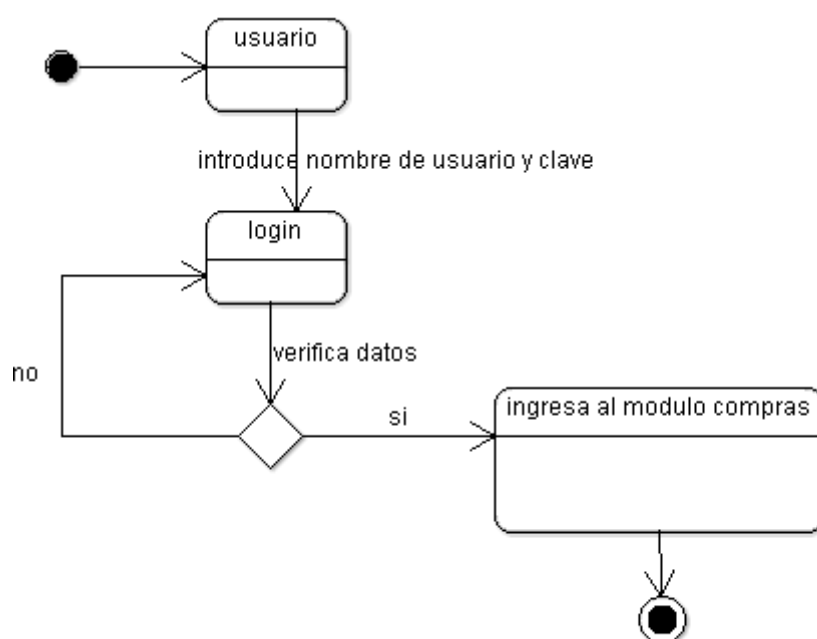 usuario
introduce nombre de usuario y clave
login
verifica datos
no
si
ingresa al modulo compras